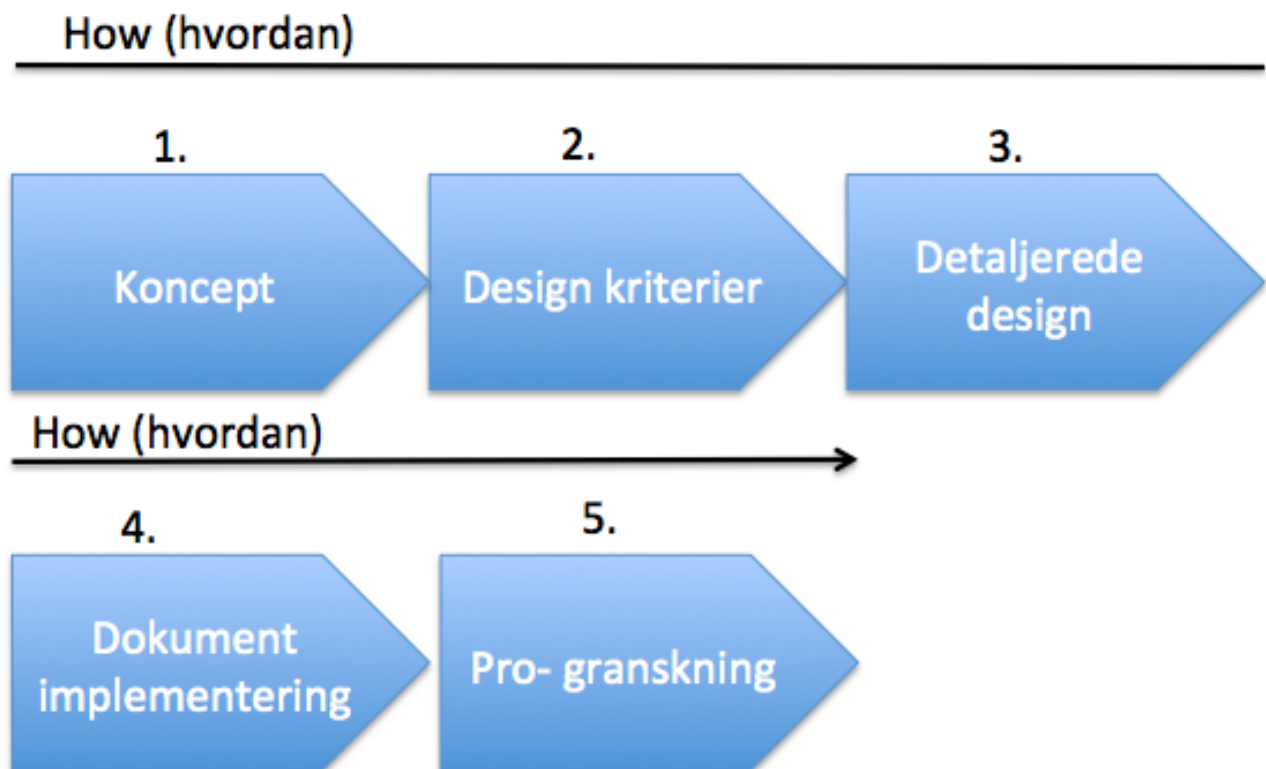 How (hvordan)
1.
2.
3.
Koncept
Design kriterier
Detaljerede
design
How (hvordan)
4.
5.
Dokument
implementering
Pro- granskning